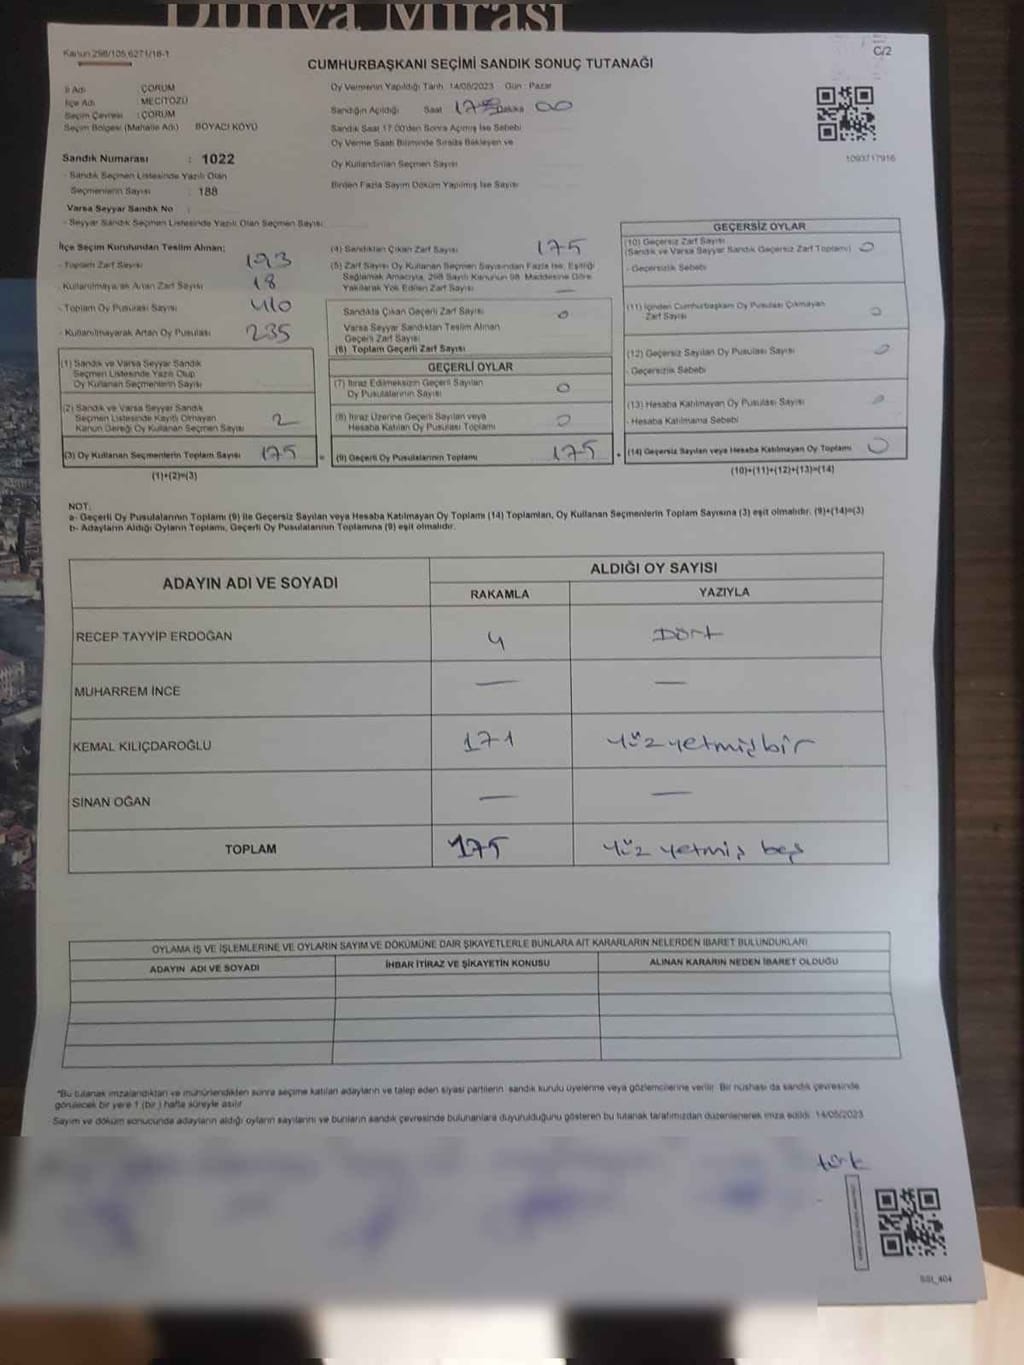 Dünya Mirası
Kanun 298/105,6271/18-1
C/2
CUMHURBAŞKANI SEÇİMİ SANDIK SONUÇ TUTANAĞI
İl Adı ÇORUM
İlçe Adı MECİTÖZÜ
Seçim Çevresi : ÇORUM
Seçim Bölgesi (Mahalle Adı) BOYACI KÖYÜ
Sandık Numarası : 1022
- Sandık Seçmen Listesinde Yazılı Olan
Seçmenlerin Sayısı : 188
Varsa Seyyar Sandık No :
- Seyyar Sandık Seçmen Listesinde Yazılı Olan Seçmen Sayısı
Oy Vermenin Yapıldığı Tarih 14/05/2023 Gün : Pazar
Sandığın Açıldığı Saat 17 Dakika 00
Sandık Saat 17.00'den Sonra Açılmış İse Sebebi
Oy Verme Saati Bitiminde Sırada Bekleyen ve
Oy Kullandırılan Seçmen Sayısı
Birden Fazla Sayım Döküm Yapılmış İse Sayısı
1093717916
İlçe Seçim Kurulundan Teslim Alınan;
- Toplam Zarf Sayısı 193
- Kullanılmayarak Artan Zarf Sayısı 18
- Toplam Oy Pusulası Sayısı 410
- Kullanılmayarak Artan Oy Pusulası 235
(1) Sandık ve Varsa Seyyar Sandık
Seçmen Listesinde Yazılı Olup
Oy Kullanan Seçmenlerin Sayısı
(2) Sandık ve Varsa Seyyar Sandık
Seçmen Listesinde Kayıtlı Olmayan
Kanun Gereği Oy Kullanan Seçmen Sayısı 2
(3) Oy Kullanan Seçmenlerin Toplam Sayısı 175
(1)+(2)=(3)
(4) Sandıktan Çıkan Zarf Sayısı 175
(5) Zarf Sayısı Oy Kullanan Seçmen Sayısından Fazla İse, Eşitliği
Sağlamak Amacıyla, 298 Sayılı Kanunun 98. Maddesine Göre
Yakılarak Yok Edilen Zarf Sayısı —
Sandıkta Çıkan Geçerli Zarf Sayısı 0
Varsa Seyyar Sandıktan Teslim Alınan
Geçerli Zarf Sayısı
(6) Toplam Geçerli Zarf Sayısı
GEÇERLİ OYLAR
(7) İtiraz Edilmeksizin Geçerli Sayılan
Oy Pusulalarının Sayısı 0
(8) İtiraz Üzerine Geçerli Sayılan veya
Hesaba Katılan Oy Pusulası Toplamı 0
= (9) Geçerli Oy Pusulalarının Toplamı 175
GEÇERSİZ OYLAR
(10) Geçersiz Zarf Sayısı
(Sandık ve Varsa Seyyar Sandık Geçersiz Zarf Toplamı) 0
- Geçersizlik Sebebi
(11) İçinden Cumhurbaşkanı Oy Pusulası Çıkmayan
Zarf Sayısı 0
(12) Geçersiz Sayılan Oy Pusulası Sayısı 0
- Geçersizlik Sebebi
(13) Hesaba Katılmayan Oy Pusulası Sayısı 0
- Hesaba Katılmama Sebebi
+ (14) Geçersiz Sayılan veya Hesaba Katılmayan Oy Toplamı 0
(10)+(11)+(12)+(13)=(14)
NOT:
a- Geçerli Oy Pusulalarının Toplamı (9) ile Geçersiz Sayılan veya Hesaba Katılmayan Oy Toplamı (14) Toplamları, Oy Kullanan Seçmenlerin Toplam Sayısına (3) eşit olmalıdır. (9)+(14)=(3)
b- Adayların Aldığı Oyların Toplamı, Geçerli Oy Pusulalarının Toplamına (9) eşit olmalıdır.
ADAYIN ADI VE SOYADI ALDIĞI OY SAYISI
RAKAMLA YAZIYLA
RECEP TAYYİP ERDOĞAN 4 Dört
MUHARREM İNCE — —
KEMAL KILIÇDAROĞLU 171 Yüz yetmiş bir
SİNAN OĞAN — —
TOPLAM 175 Yüz yetmiş beş
OYLAMA İŞ VE İŞLEMLERİNE VE OYLARIN SAYIM VE DÖKÜMÜNE DAİR ŞİKAYETLERLE BUNLARA AİT KARARLARIN NELERDEN İBARET BULUNDUKLARI
ADAYIN ADI VE SOYADI İHBAR İTİRAZ VE ŞİKAYETİN KONUSU ALINAN KARARIN NEDEN İBARET OLDUĞU
*Bu tutanak imzalandıktan ve mühürlendikten sonra seçime katılan adayların ve talep eden siyasi partilerin sandık kurulu üyelerine veya gözlemcilerine verilir. Bir nüshası da sandık çevresinde
görülecek bir yere 1 (bir) hafta süreyle asılır
Sayım ve döküm sonucunda adayların aldığı oyların sayılarını ve bunların sandık çevresinde bulunanlara duyurulduğunu gösteren bu tutanak tarafımızdan düzenlenerek imza edildi. 14/05/2023
SSt_404